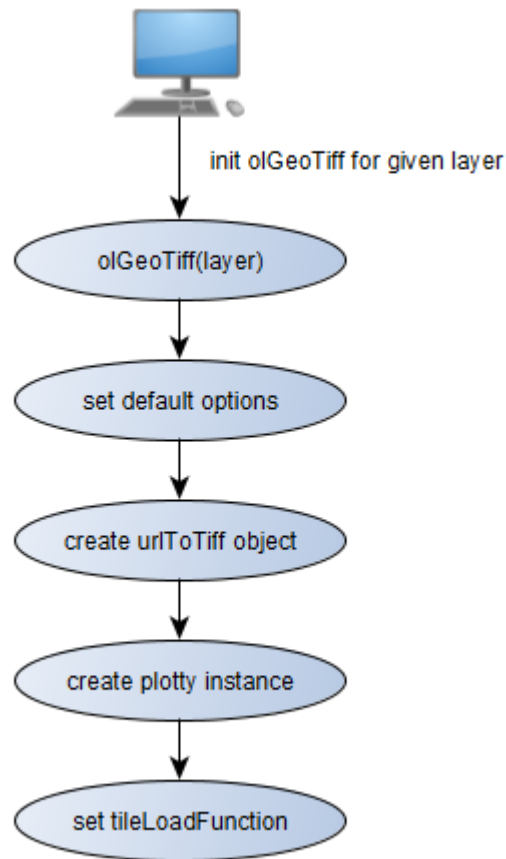 init olGeoTiff for given layer
olGeoTiff(layer)
set default options
create urlToTiff object
create plotty instance
set tileLoadFunction